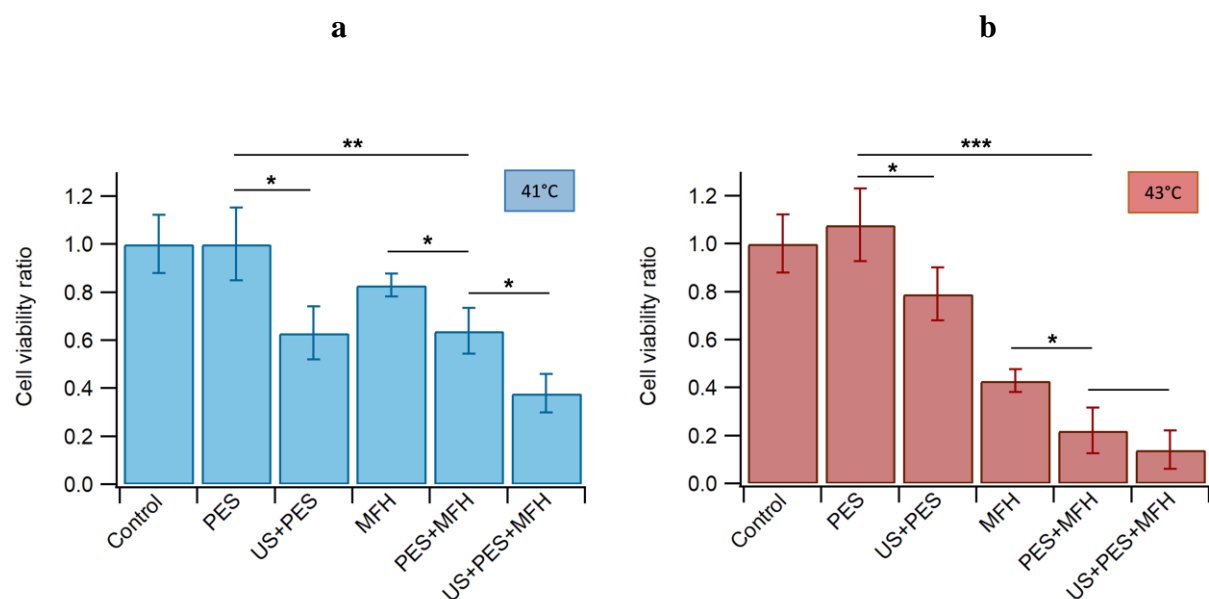 a
b
**
*
*
*
41°C
Cell viability ratio
1.2
1.0
0.8
0.6
0.4
0.2
0.0
Control
PES
US+PES
MFH
PES+MFH
US+PES+MFH
***
*
*
43°C
Cell viability ratio
1.2
1.0
0.8
0.6
0.4
0.2
0.0
Control
PES
US+PES
MFH
PES+MFH
US+PES+MFH